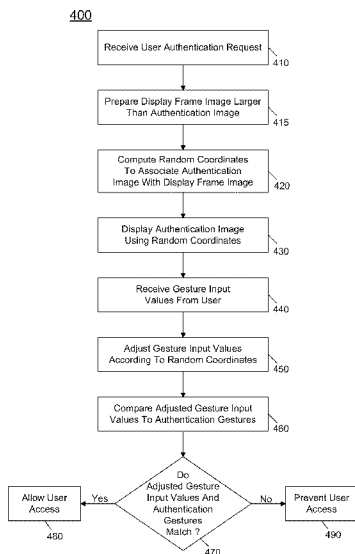 400
Receive User Authentication Request
410
Prepare Display Frame Image Larger
Than Authentication Image
415
Compute Random Coordinates
To Associate Authentication
Image With Display Frame Image
420
Display Authentication Image
Using Random Coordinates
430
Receive Gesture Input
Values From User
440
Adjust Gesture Input Values
According To Random Coordinates
450
Compare Adjusted Gesture Input
Values To Authentication Gestures
460
Do
Adjusted Gesture
Input Values And
Authentication
Gestures
Match ?
470
Yes
No
Allow User
Access
480
Prevent User
Access
490